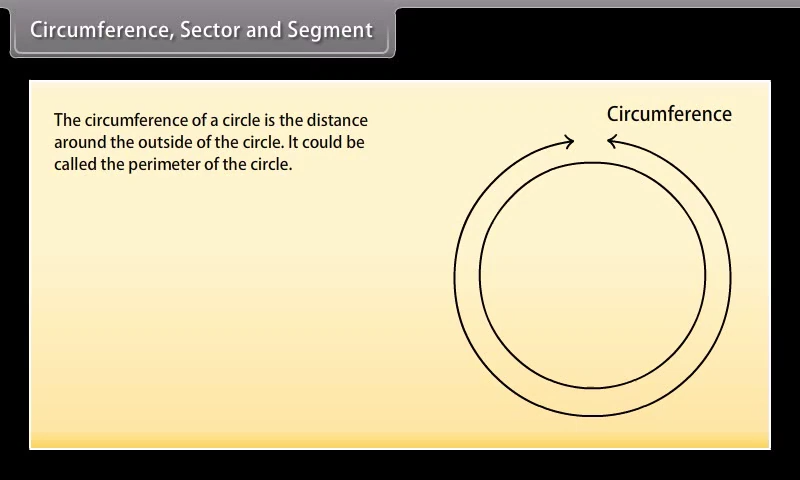 Circumference, Sector and Segment
The circumference of a circle is the distance
around the outside of the circle. It could be
called the perimeter of the circle.
Circumference